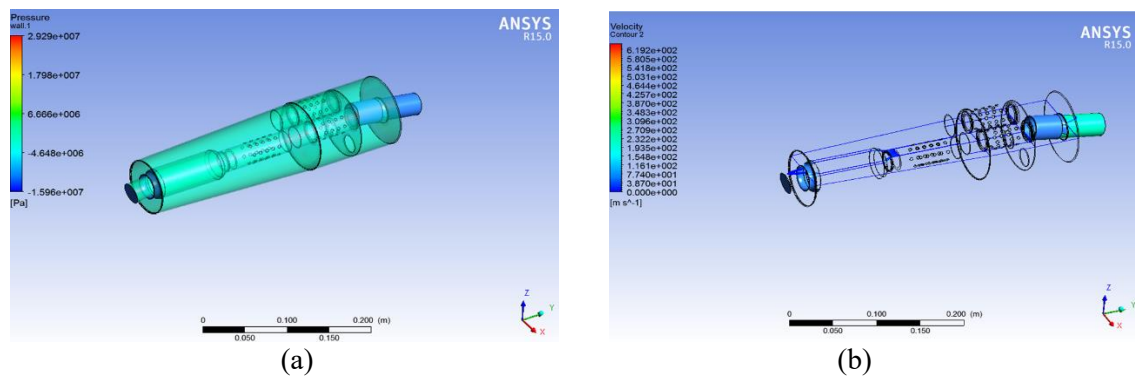 Pressure
wall.1
2.929e+007
1.798e+007
6.666e+006
-4.648e+006
-1.596e+007
[Pa]
ANSYS
R15.0
0 0.100 0.200 (m)
0.050 0.150
Z
Y
X
(a)
Velocity
Contour 2
6.192e+002
5.805e+002
5.418e+002
5.031e+002
4.644e+002
4.257e+002
3.870e+002
3.483e+002
3.096e+002
2.709e+002
2.322e+002
1.935e+002
1.548e+002
1.161e+002
7.740e+001
3.870e+001
0.000e+000
[m s^-1]
ANSYS
R15.0
0 0.100 0.200 (m)
0.050 0.150
Z
Y
X
(b)